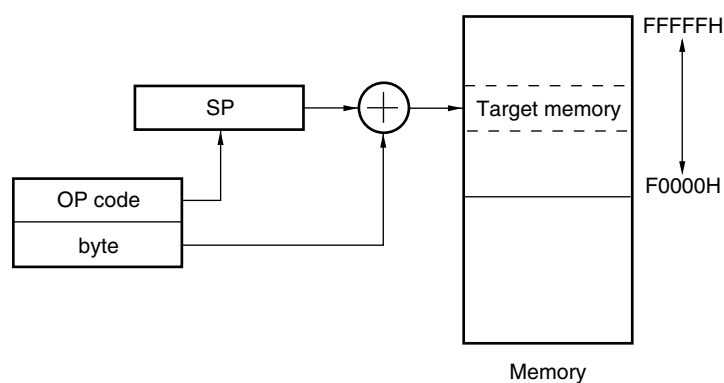 FFFFFH
SP
Target memory
OP code
F0000H
byte
Memory